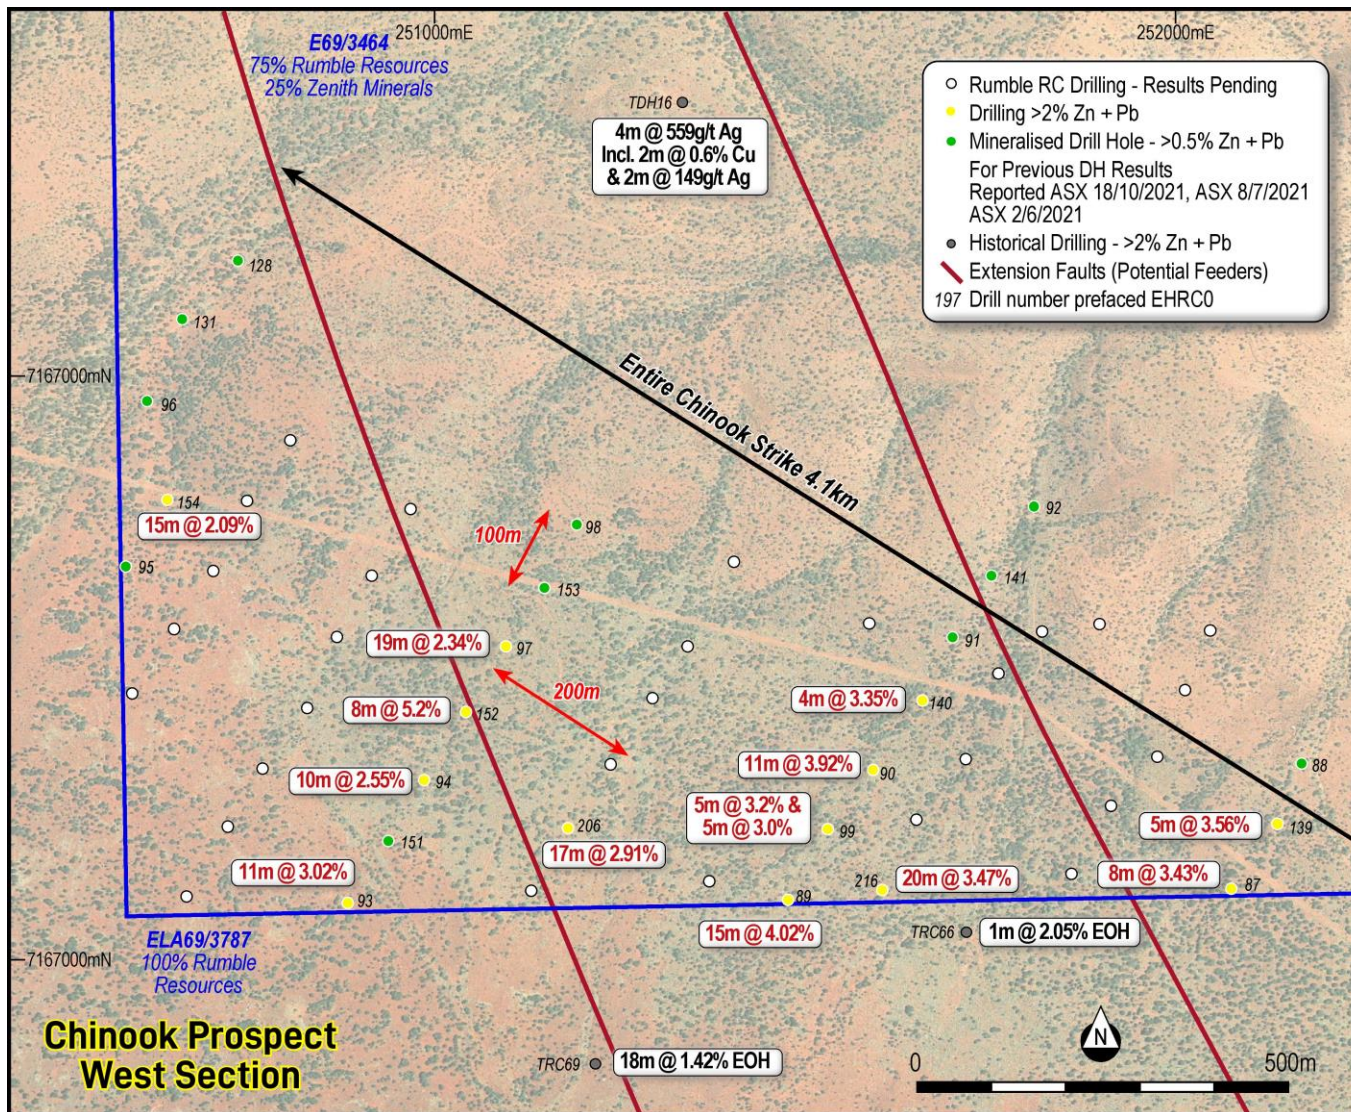 251000mE
252000mE
E69/3464
75% Rumble Resources
25% Zenith Minerals
TDH16
4m @ 559g/t Ag
Incl. 2m @ 0.6% Cu
& 2m @ 149g/t Ag
Rumble RC Drilling - Results Pending
Drilling >2% Zn + Pb
Mineralised Drill Hole - >0.5% Zn + Pb
For Previous DH Results
Reported ASX 18/10/2021, ASX 8/7/2021
ASX 2/6/2021
Historical Drilling - >2% Zn + Pb
Extension Faults (Potential Feeders)
197 Drill number prefaced EHRC0
128
131
7167000mN
96
Entire Chinook Strike 4.1km
154
15m @ 2.09%
98
100m
92
95
153
141
19m @ 2.34%
97
91
200m
8m @ 5.2%
152
4m @ 3.35%
140
10m @ 2.55%
94
11m @ 3.92%
90
88
5m @ 3.2% &
5m @ 3.0%
99
206
17m @ 2.91%
151
5m @ 3.56%
139
11m @ 3.02%
93
89
15m @ 4.02%
216
20m @ 3.47%
8m @ 3.43%
87
TRC66
1m @ 2.05% EOH
ELA69/3787
100% Rumble
Resources
7167000mN
Chinook Prospect
West Section
TRC69
18m @ 1.42% EOH
N
0
500m